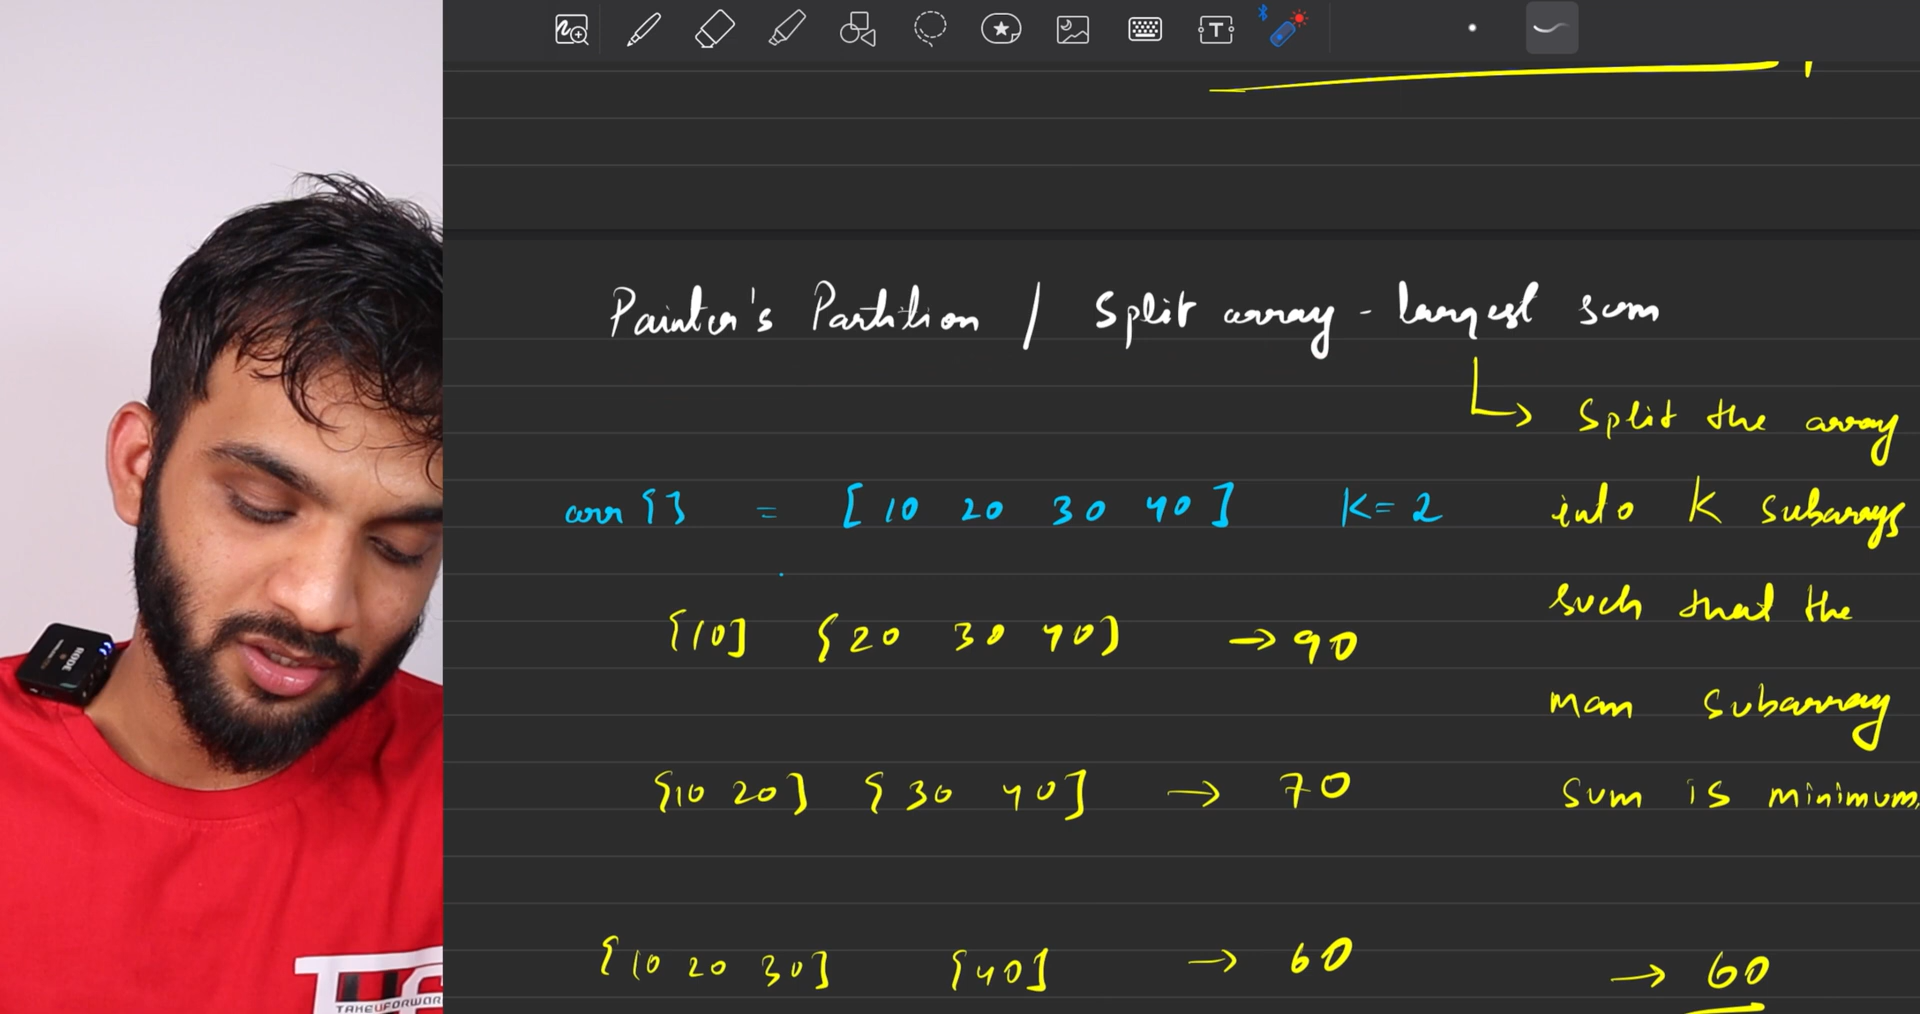 Painter's Partition / Split array - largest sum
Split the array
arr [ ] = [ 10 20 30 40 ] K = 2
into K subarrays
such that the
[10] [20 30 40] → 90
max subarray
[10 20] [30 40] → 70
sum is minimum.
[10 20 30] [40] → 60
→ 60
RODE
TAKEUFORWAR